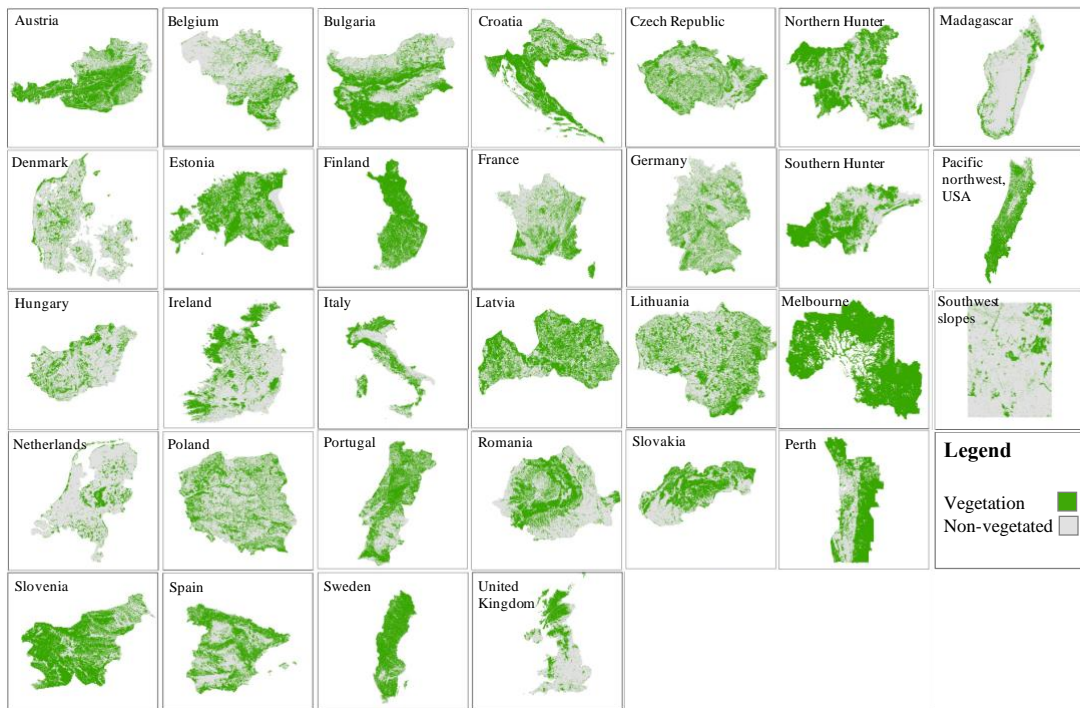 Austria
Belgium
Bulgaria
Croatia
Czech Republic
Northern Hunter
Madagascar
Denmark
Estonia
Finland
France
Germany
Southern Hunter
Pacific
northwest,
USA
Hungary
Ireland
Italy
Latvia
Lithuania
Melbourne
Southwest
slopes
Netherlands
Poland
Portugal
Romania
Slovakia
Perth
Legend
Vegetation
Non-vegetated
Slovenia
Spain
Sweden
United
Kingdom